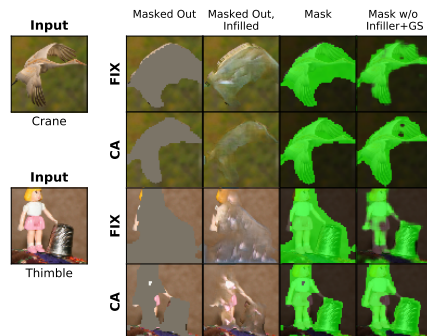 Input
Masked Out
Masked Out,
Infilled
Mask
Mask w/o
Infiller+GS
FIX
Crane
CA
Input
FIX
Thimble
CA